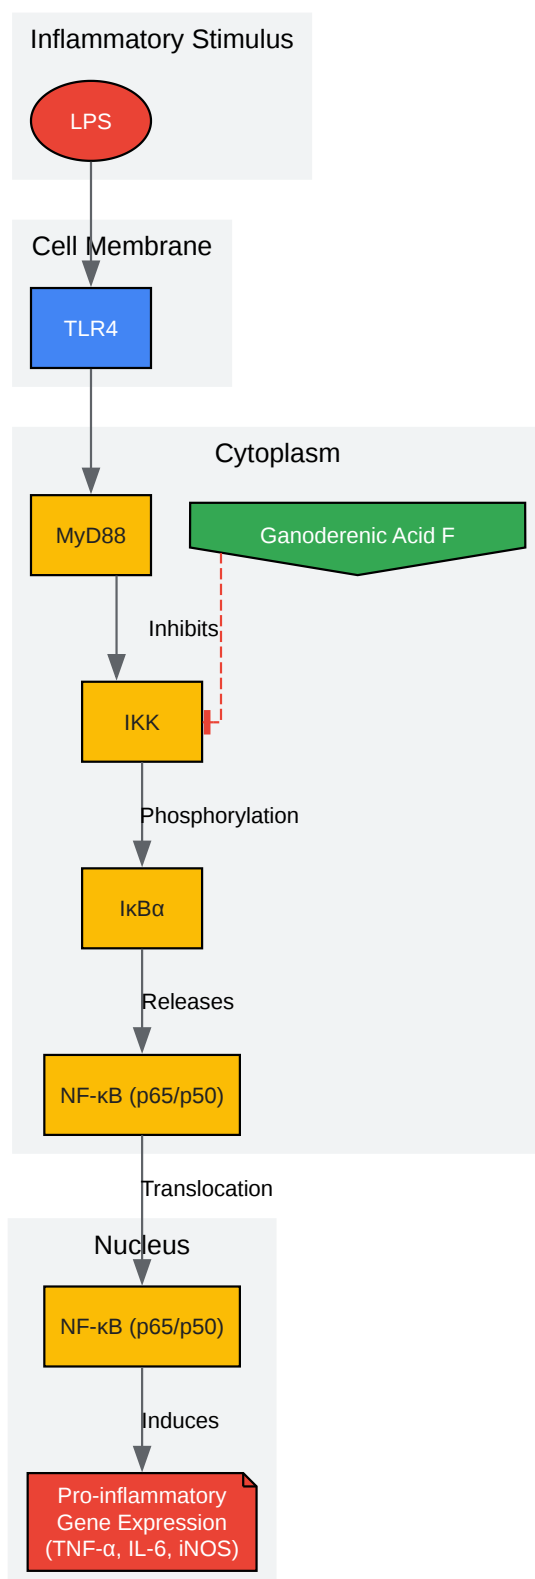 Inflammatory Stimulus
LPS
Cell Membrane
TLR4
Cytoplasm
MyD88
Ganoderenic Acid F
Inhibits
IKK
Phosphorylation
IκBα
Releases
NF-κB (p65/p50)
Translocation
Nucleus
NF-κB (p65/p50)
Induces
Pro-inflammatory
Gene Expression
(TNF-α, IL-6, iNOS)